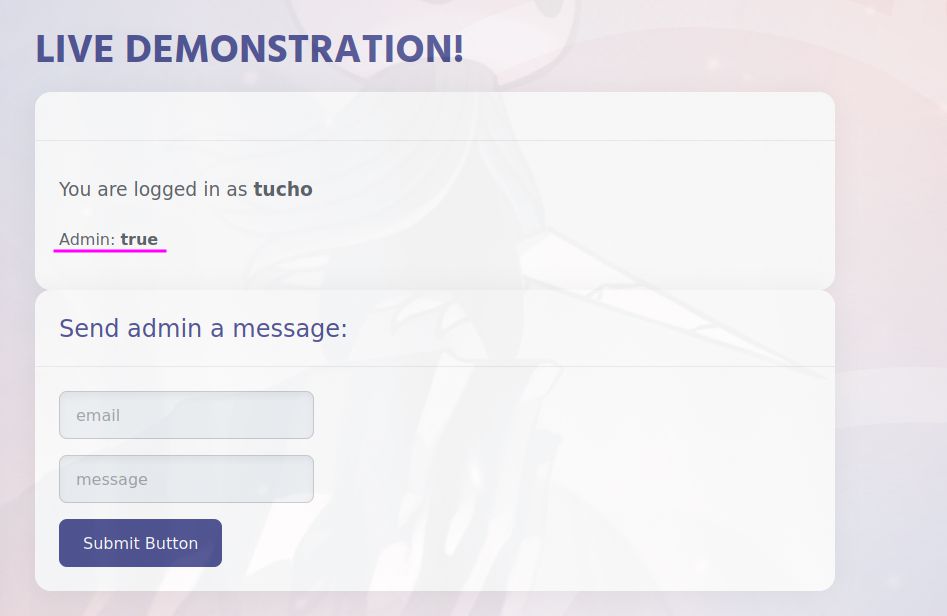 LIVE DEMONSTRATION!
You are logged in as tucho
Admin: true
Send admin a message:
email
message
Submit Button